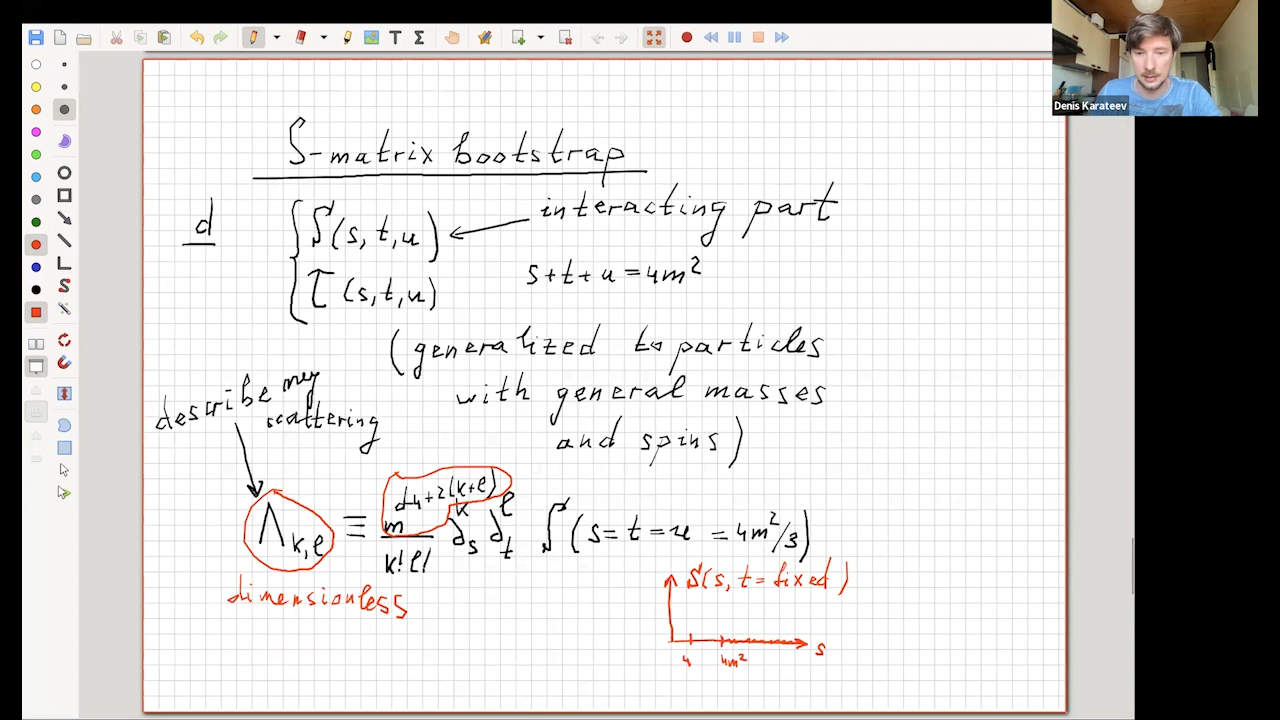 Denis Karateev
S-matrix bootstrap
d
S(s, t, u) ← interacting part
T(s, t, u)
s+t+u = 4m²
(generalized to particles
with general masses
and spins)
describe
scattering
Λ_{k,ℓ} ≡ m^{d-4+2(k+ℓ)}/k!ℓ! ∂_s^k ∂_t^ℓ S(s = t = u = 4m²/3)
dimensionless
S(s, t = fixed)
4
4m²
s